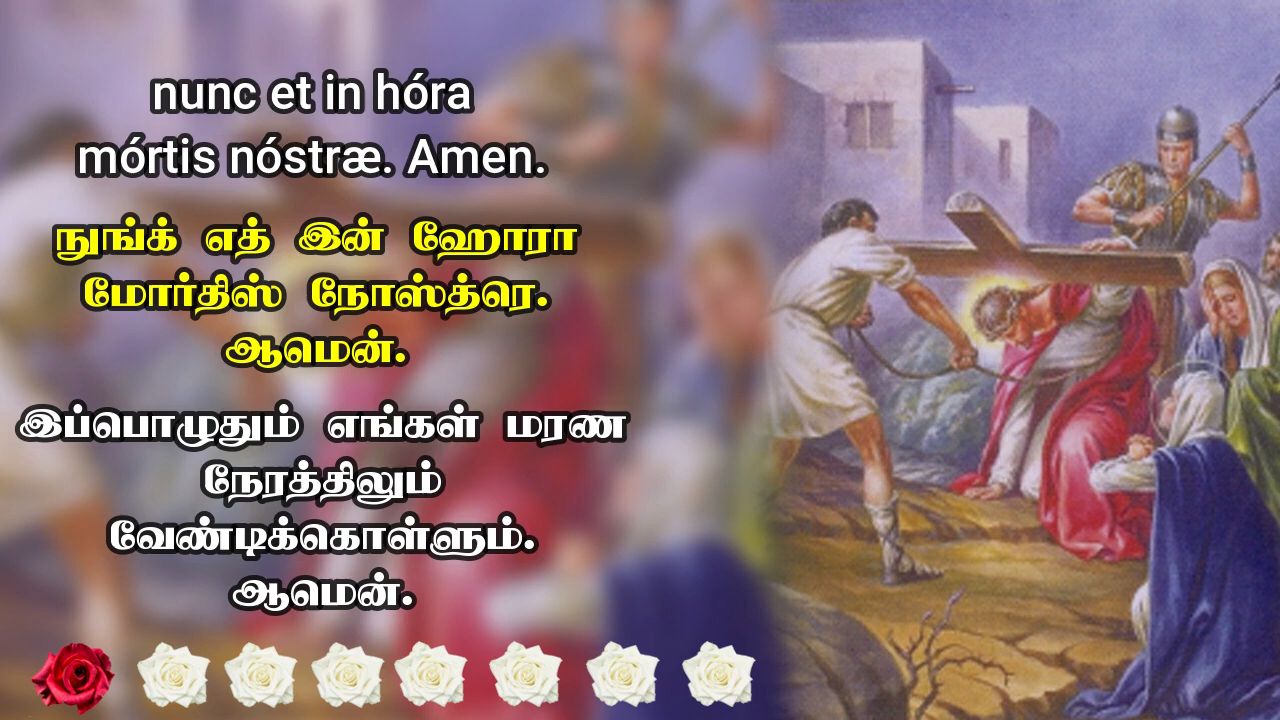 nunc et in hóra
mórtis nóstræ. Amen.
நுங்க் எத் இன் ஹோரா
மோர்திஸ் நோஸ்த்ரெ.
ஆமென்.
இப்பொழுதும் எங்கள் மரண
நேரத்திலும்
வேண்டிக்கொள்ளும்.
ஆமென்.